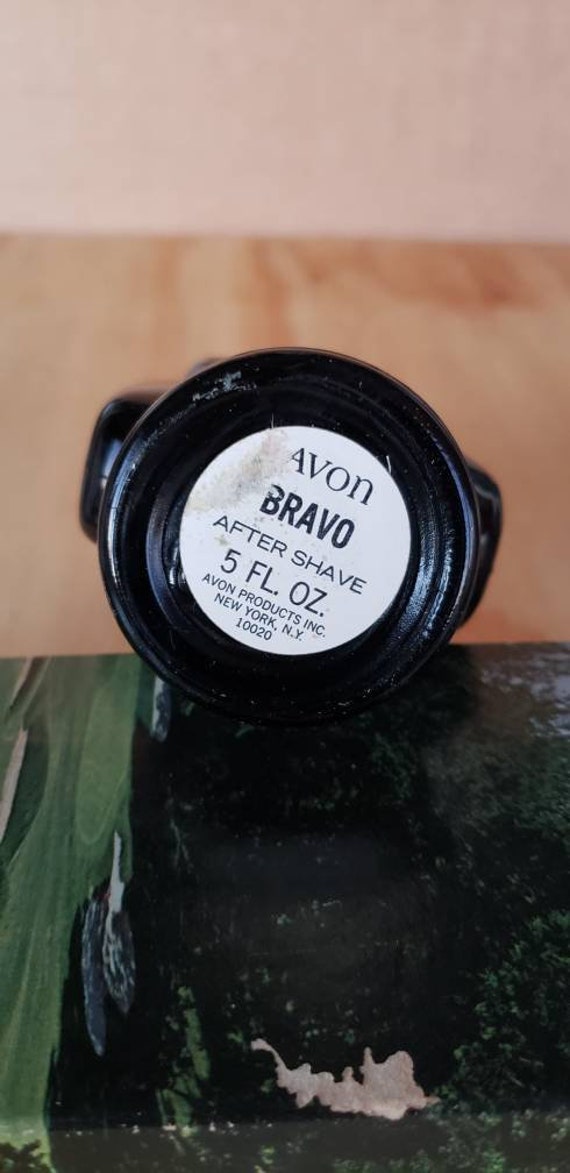 AVON
BRAVO
AFTER SHAVE
5 FL. OZ.
AVON PRODUCTS INC.
NEW YORK, N.Y.
10020